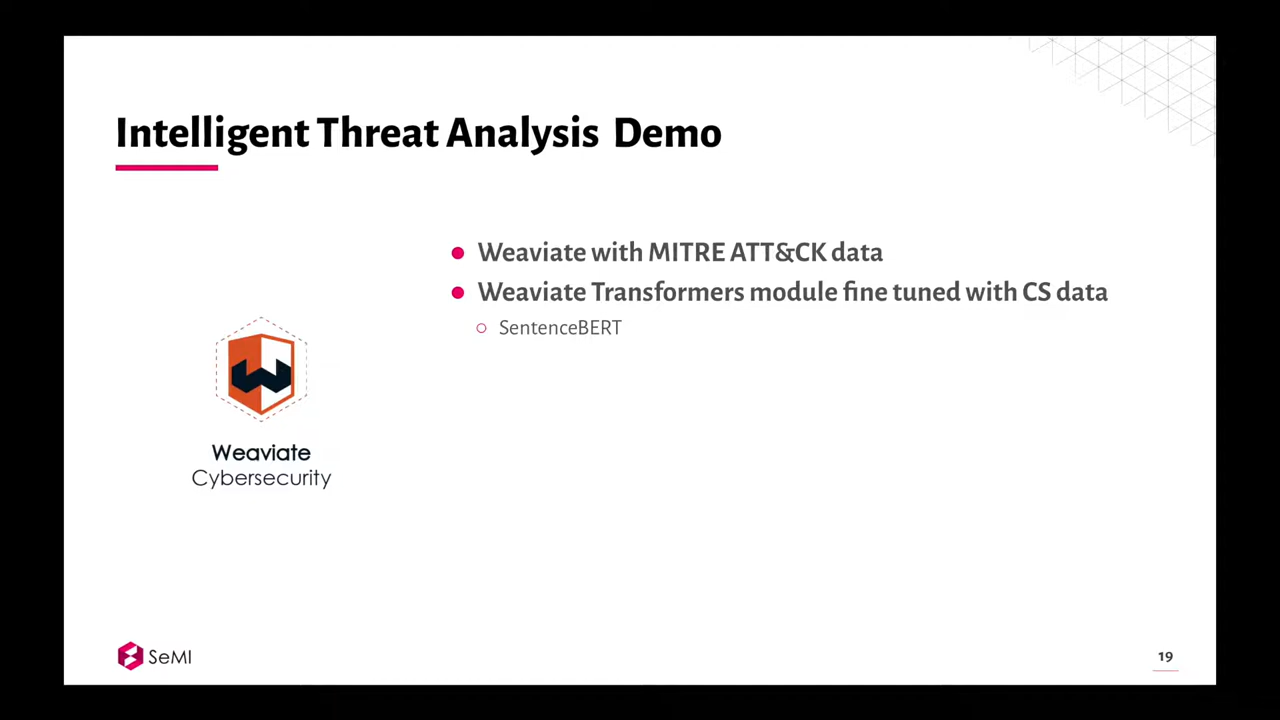 Intelligent Threat Analysis Demo
Weaviate with MITRE ATT&CK data
Weaviate Transformers module fine tuned with CS data
SentenceBERT
Weaviate
Cybersecurity
SeMI
19